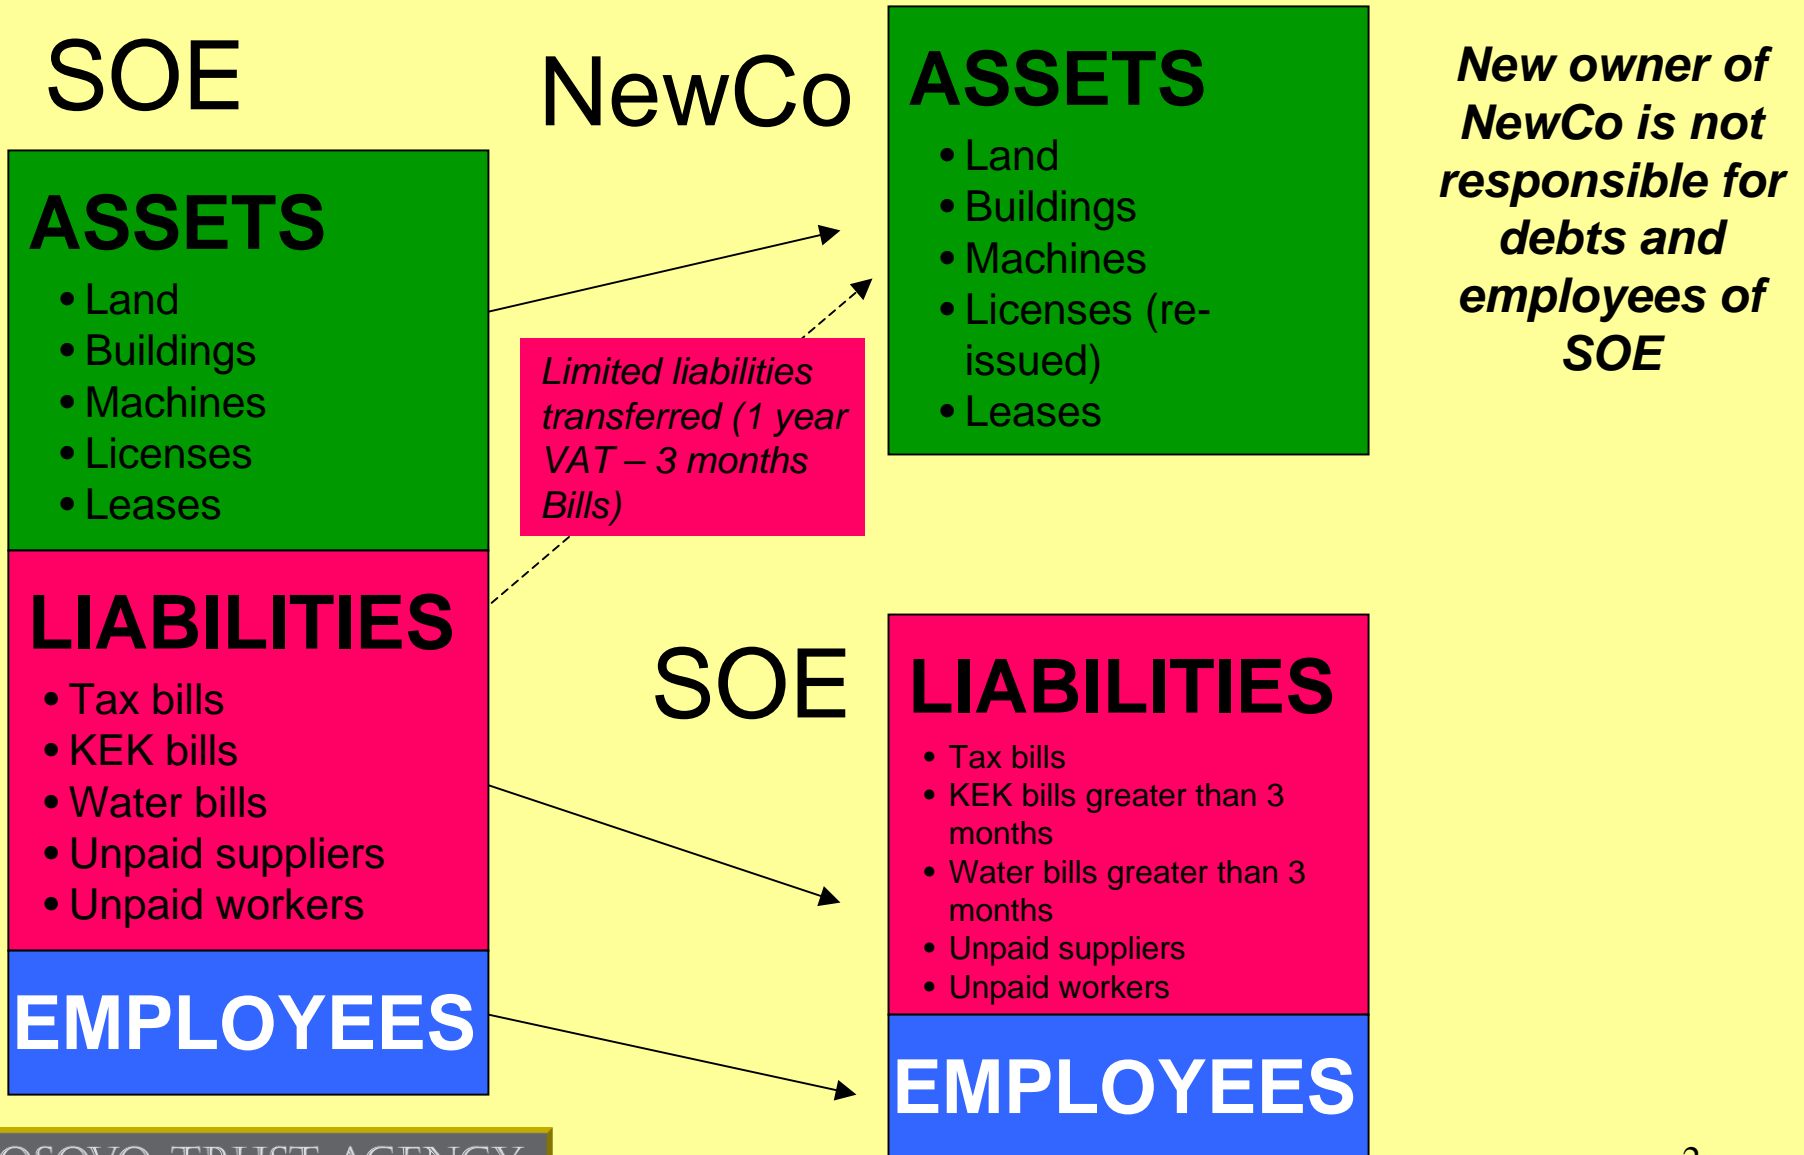 SOE
ASSETS
• Land
• Buildings
• Machines
• Licenses
• Leases
LIABILITIES
• Tax bills
• KEK bills
• Water bills
• Unpaid suppliers
• Unpaid workers
EMPLOYEES
NewCo
Limited liabilities
transferred (1 year
VAT – 3 months
Bills)
ASSETS
• Land
• Buildings
• Machines
• Licenses (re-
issued)
• Leases
New owner of
NewCo is not
responsible for
debts and
employees of
SOE
SOE
LIABILITIES
• Tax bills
• KEK bills greater than 3
months
• Water bills greater than 3
months
• Unpaid suppliers
• Unpaid workers
EMPLOYEES
OSOVO TRUST AGENCY